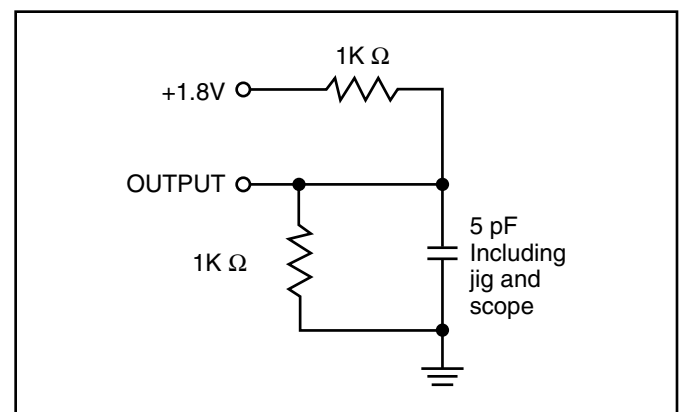 1K Ω
+1.8V
OUTPUT
1K Ω
5 pF
Including
jig and
scope